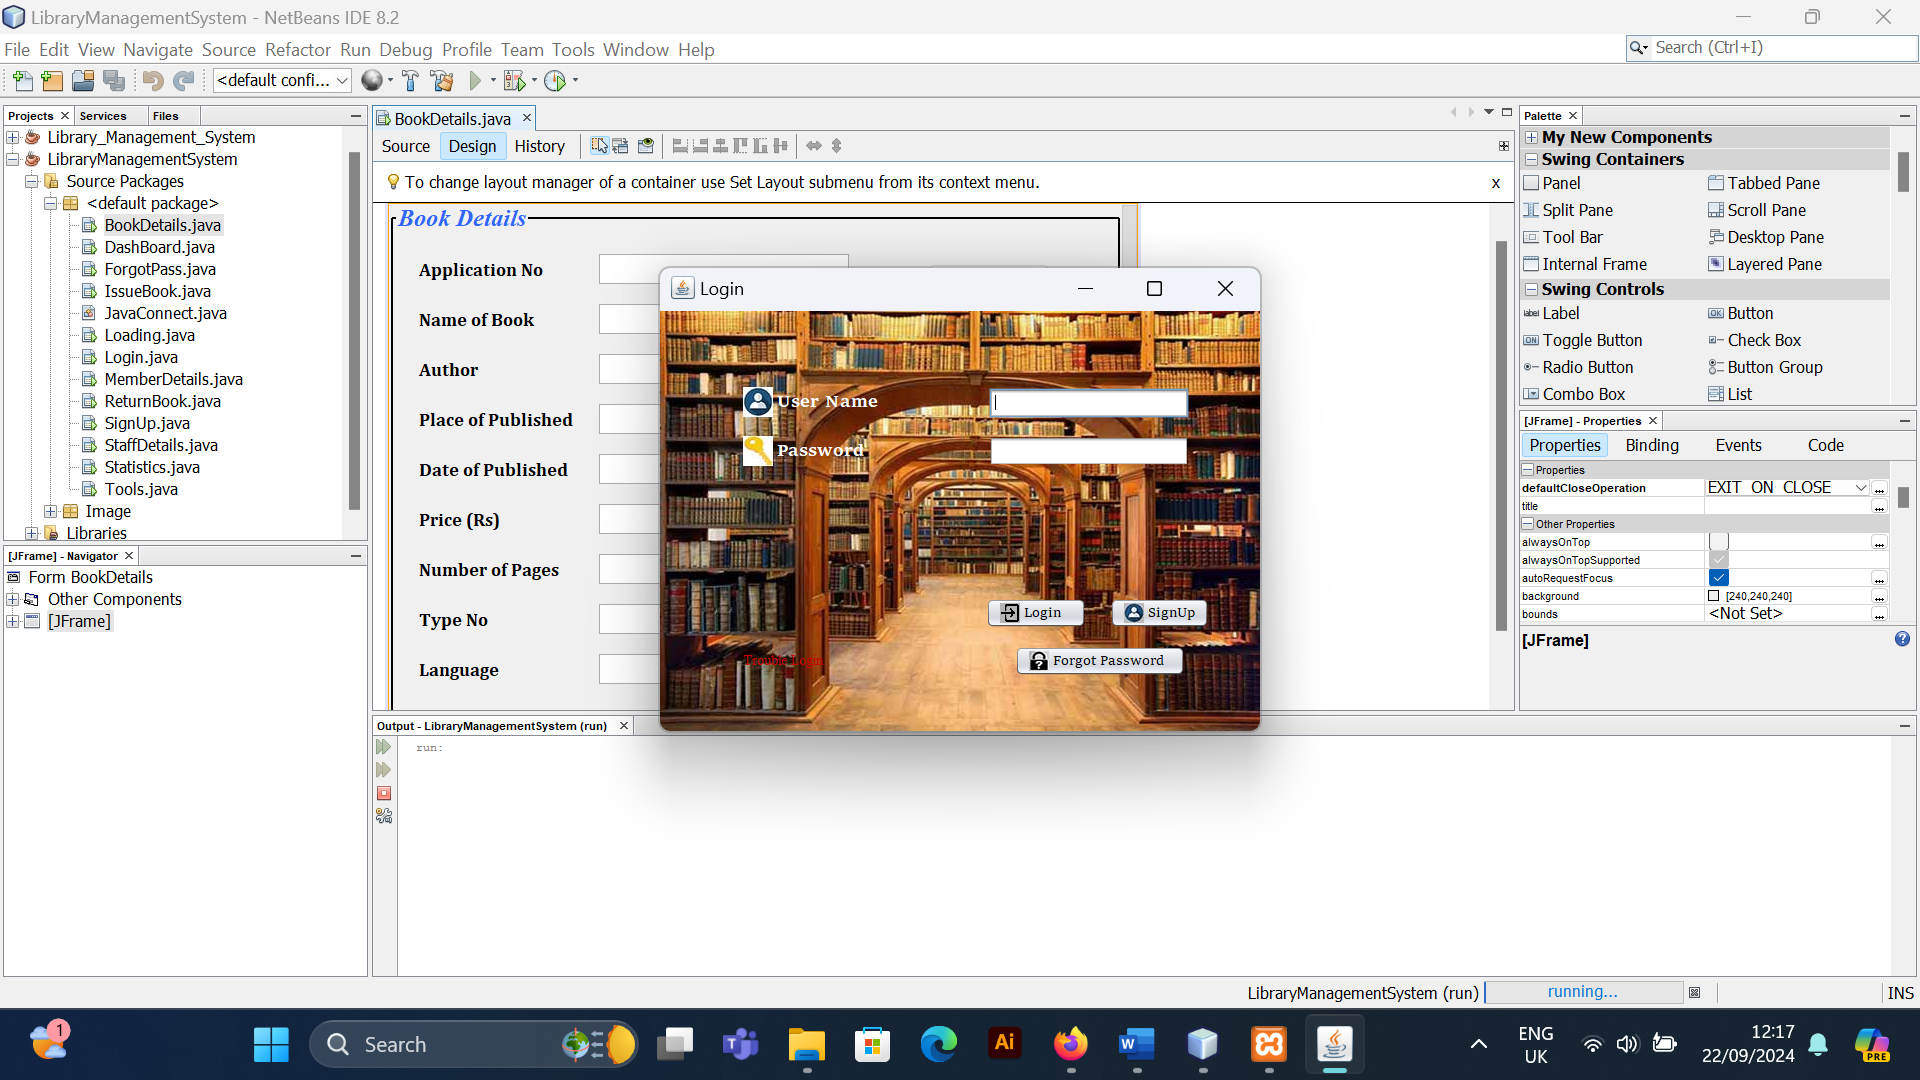 LibraryManagementSystem - NetBeans IDE 8.2
File Edit View Navigate Source Refactor Run Debug Profile Team Tools Window Help
Search (Ctrl+I)
<default confi...
Projects
Services
Files
Library_Management_System
LibraryManagementSystem
Source Packages
<default package>
BookDetails.java
DashBoard.java
ForgotPass.java
IssueBook.java
JavaConnect.java
Loading.java
Login.java
MemberDetails.java
ReturnBook.java
SignUp.java
StaffDetails.java
Statistics.java
Tools.java
Image
Libraries
[JFrame] - Navigator
Form BookDetails
Other Components
[JFrame]
BookDetails.java
Source Design History
To change layout manager of a container use Set Layout submenu from its context menu.
x
Book Details
Application No
Name of Book
Author
Place of Published
Date of Published
Price (Rs)
Number of Pages
Type No
Language
Login
User Name
Password
Login
SignUp
Trouble Login
Forgot Password
Output - LibraryManagementSystem (run)
run:
Palette
My New Components
Swing Containers
Panel Tabbed Pane
Split Pane Scroll Pane
Tool Bar Desktop Pane
Internal Frame Layered Pane
Swing Controls
label Label OK Button
ON Toggle Button Check Box
Radio Button Button Group
Combo Box List
[JFrame] - Properties
Properties Binding Events Code
Properties
defaultCloseOperation EXIT_ON_CLOSE ...
title ...
Other Properties
alwaysOnTop ...
alwaysOnTopSupported
autoRequestFocus ...
background [240,240,240] ...
bounds <Not Set> ...
[JFrame]
LibraryManagementSystem (run)
running...
INS
1
Search
Ai
ENG
UK
12:17
22/09/2024
PRE